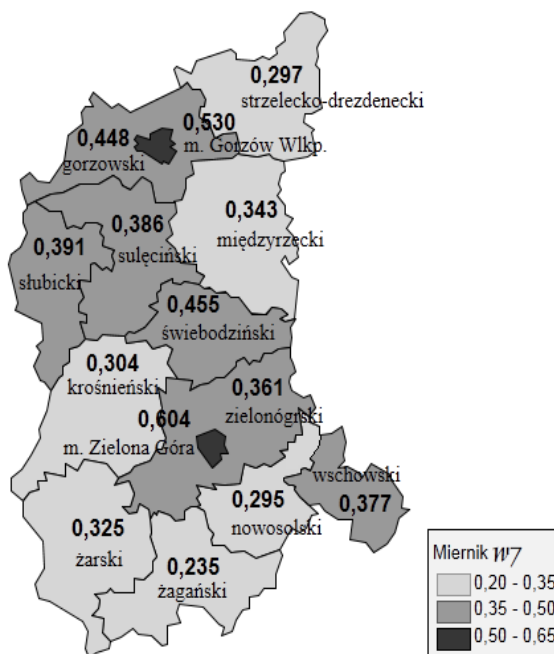 0,297
strzelecko-drezdenecki
0,530
m. Gorzów Wlkp.
0,448
gorzowski
0,386
sulęciński
0,343
międzyrzecki
0,391
słubicki
0,455
świebodziński
0,304
krośnieński
0,361
zielonógrski
0,604
m. Zielona Góra
wschowski
0,377
0,295
nowosolski
0,325
żarski
0,235
żagański
Miernik W7
0,20 - 0,35
0,35 - 0,50
0,50 - 0,65